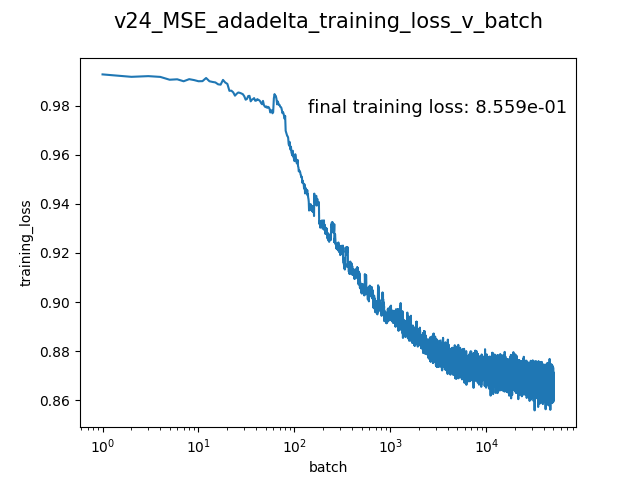 v24_MSE_adadelta_training_loss_v_batch
final training loss: 8.559e-01
training_loss
0.98
0.96
0.94
0.92
0.90
0.88
0.86
10⁰ 10¹ 10² 10³ 10⁴
batch